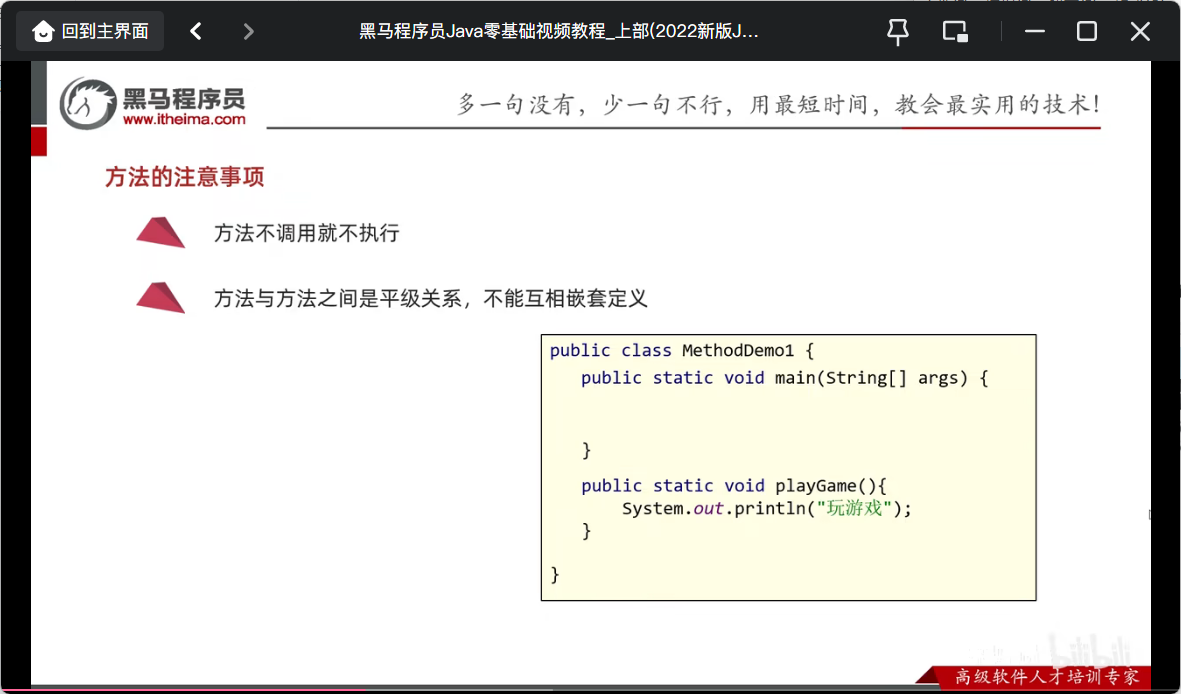 回到主界面
黑马程序员Java零基础视频教程_上部(2022新版J...
黑马程序员
www.itheima.com
多一句没有，少一句不行，用最短时间，教会最实用的技术！
方法的注意事项
方法不调用就不执行
方法与方法之间是平级关系，不能互相嵌套定义
public class MethodDemo1 {
public static void main(String[] args) {
}
public static void playGame(){
System.out.println("玩游戏");
}
}
bilibili
高级软件人才培训专家